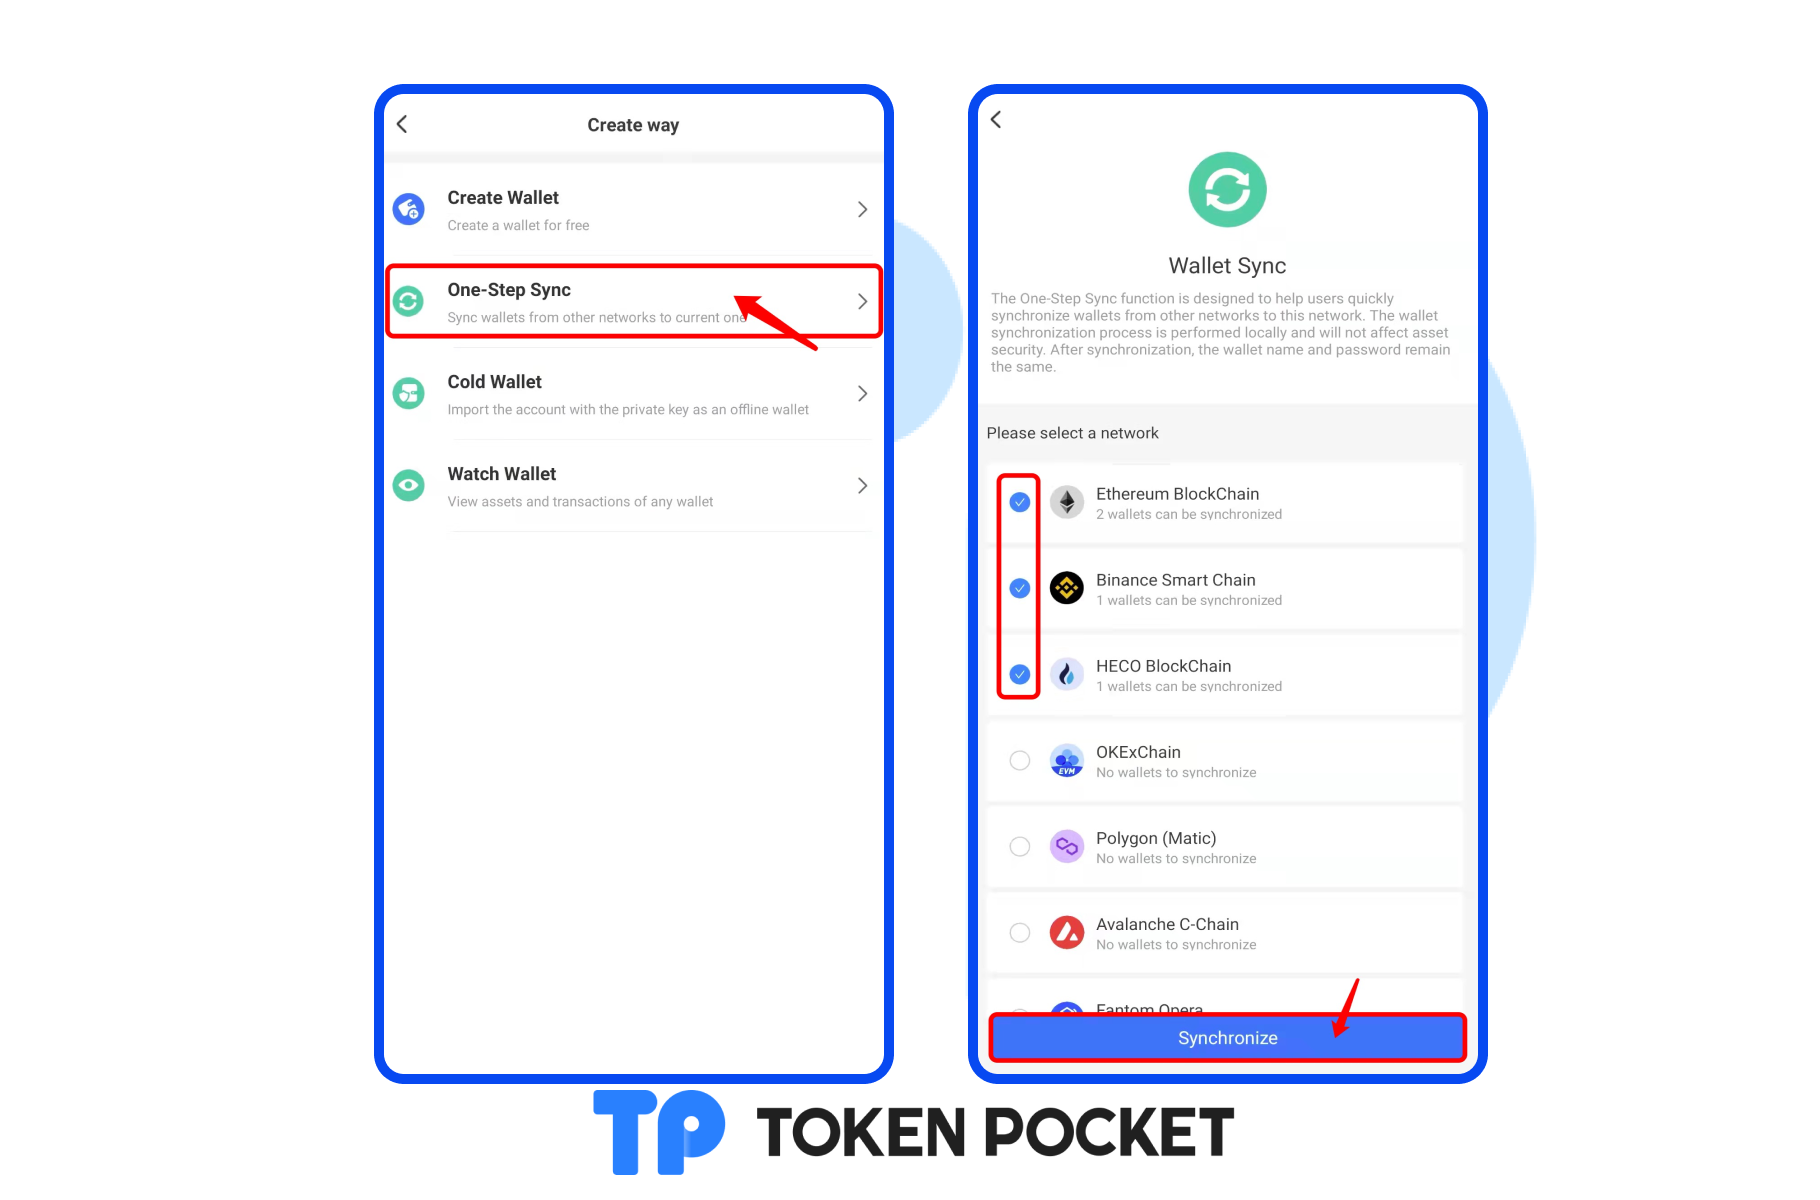 Create way
Create Wallet
Create a wallet for free
One-Step Sync
Sync wallets from other networks to current one
Cold Wallet
Import the account with the private key as an offline wallet
Watch Wallet
View assets and transactions of any wallet
Wallet Sync
The One-Step Sync function is designed to help users quickly
synchronize wallets from other networks to this network. The wallet
synchronization process is performed locally and will not affect asset
security. After synchronization, the wallet name and password remain
the same.
Please select a network
Ethereum BlockChain
2 wallets can be synchronized
Binance Smart Chain
1 wallets can be synchronized
HECO BlockChain
1 wallets can be synchronized
EVM
OKExChain
No wallets to synchronize
Polygon (Matic)
No wallets to synchronize
Avalanche C-Chain
No wallets to synchronize
Fantom Opera
Synchronize
TP TOKEN POCKET